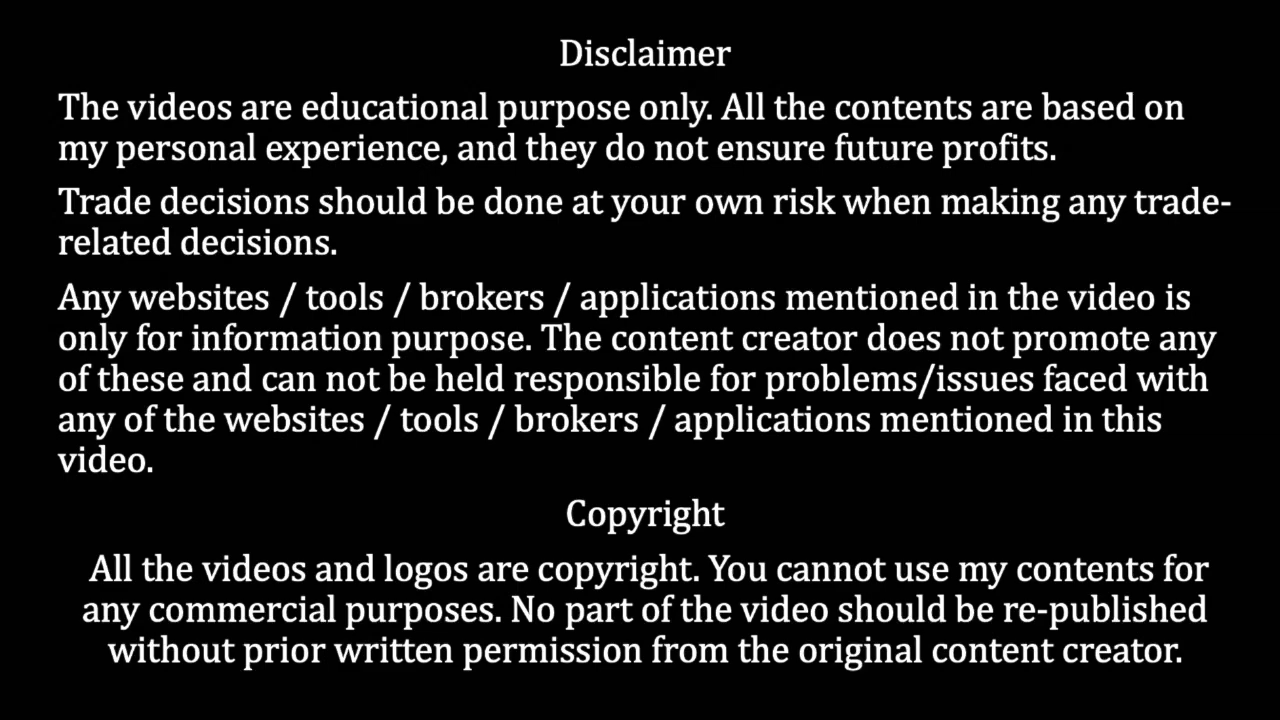 Disclaimer
The videos are educational purpose only. All the contents are based on
my personal experience, and they do not ensure future profits.
Trade decisions should be done at your own risk when making any trade-
related decisions.
Any websites / tools / brokers / applications mentioned in the video is
only for information purpose. The content creator does not promote any
of these and can not be held responsible for problems/issues faced with
any of the websites / tools / brokers / applications mentioned in this
video.
Copyright
All the videos and logos are copyright. You cannot use my contents for
any commercial purposes. No part of the video should be re-published
without prior written permission from the original content creator.